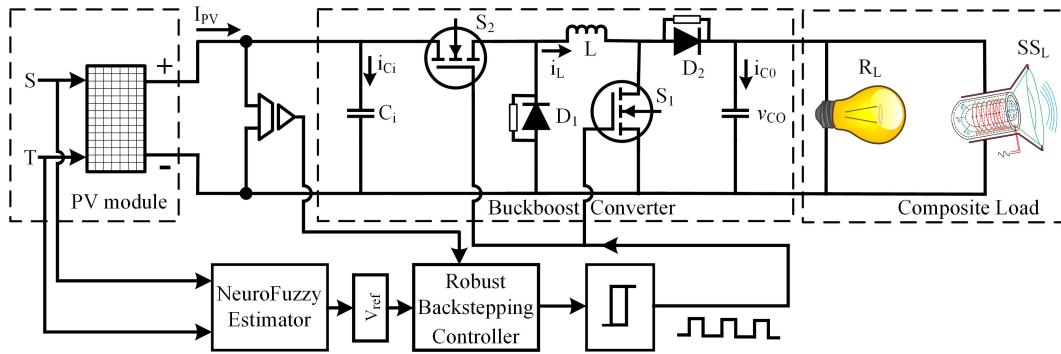 I_PV
S
T
+
-
PV module
i_Ci
C_i
S_2
i_L
L
D_1
S_1
D_2
i_C0
v_CO
Buckboost Converter
R_L
SS_L
Composite Load
NeuroFuzzy
Estimator
V_ref
Robust
Backstepping
Controller